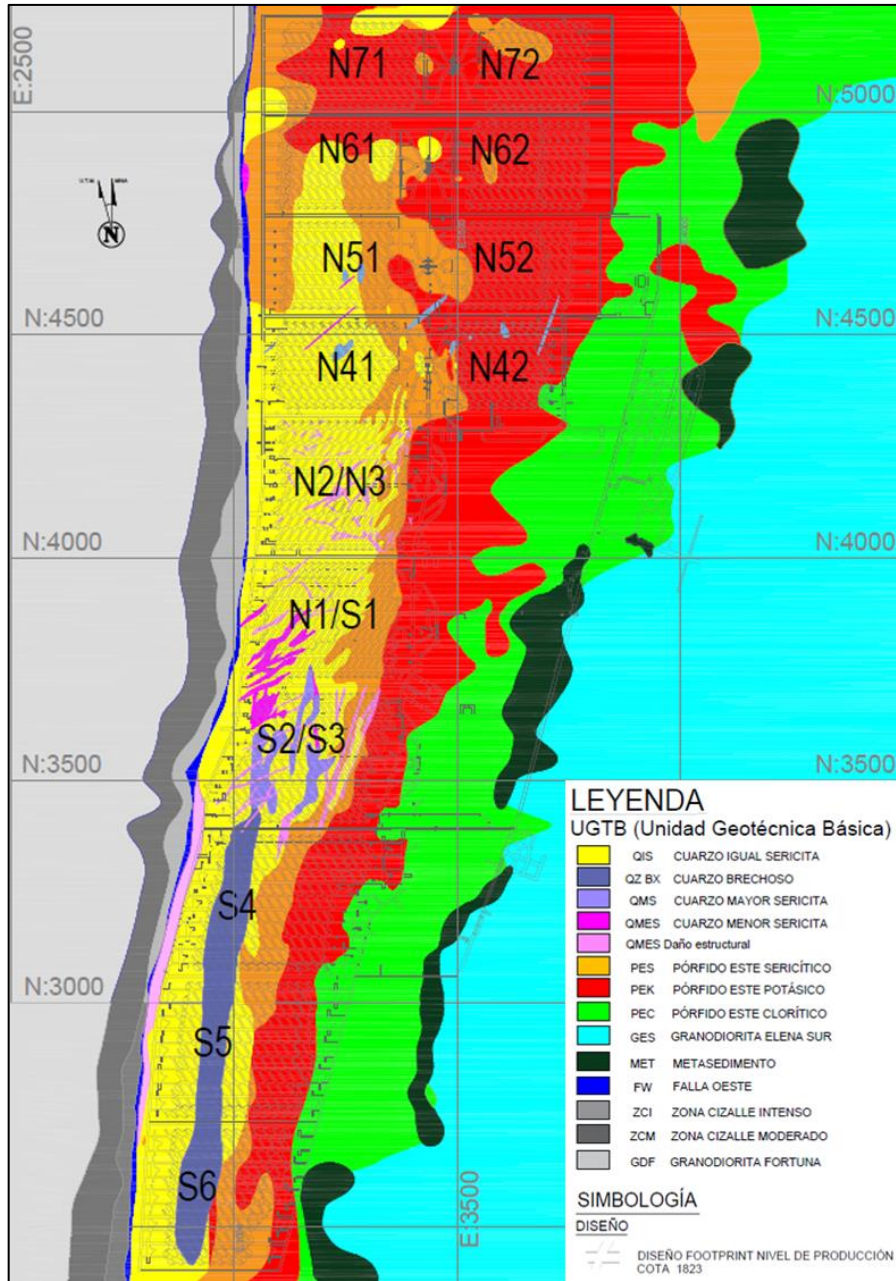 E:2500
N71
N72
N:5000
N61
N62
N51
N52
N:4500
N:4500
N41
N42
N2/N3
N:4000
N:4000
N1/S1
S2/S3
N:3500
N:3500
S4
N:3000
S5
S6
E:3500
N
LEYENDA
UGTB (Unidad Geotécnica Básica)
QIS CUARZO IGUAL SERICITA
QZ BX CUARZO BRECHOSO
QMS CUARZO MAYOR SERICITA
QMES CUARZO MENOR SERICITA
QMES Daño estructural
PES PÓRFIDO ESTE SERICÍTICO
PEK PÓRFIDO ESTE POTÁSICO
PEC PÓRFIDO ESTE CLORÍTICO
GES GRANODIORITA ELENA SUR
MET METASEDIMENTO
FW FALLA OESTE
ZCI ZONA CIZALLE INTENSO
ZCM ZONA CIZALLE MODERADO
GDF GRANODIORITA FORTUNA
SIMBOLOGÍA
DISEÑO
DISEÑO FOOTPRINT NIVEL DE PRODUCCIÓN
COTA 1823